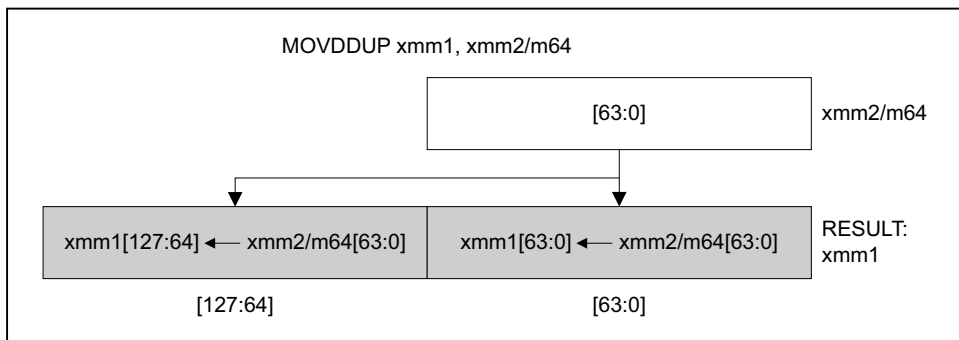 MOVDDUP xmm1, xmm2/m64
[63:0]
xmm2/m64
xmm1[127:64] ← xmm2/m64[63:0]
xmm1[63:0] ← xmm2/m64[63:0]
RESULT:
xmm1
[127:64]
[63:0]